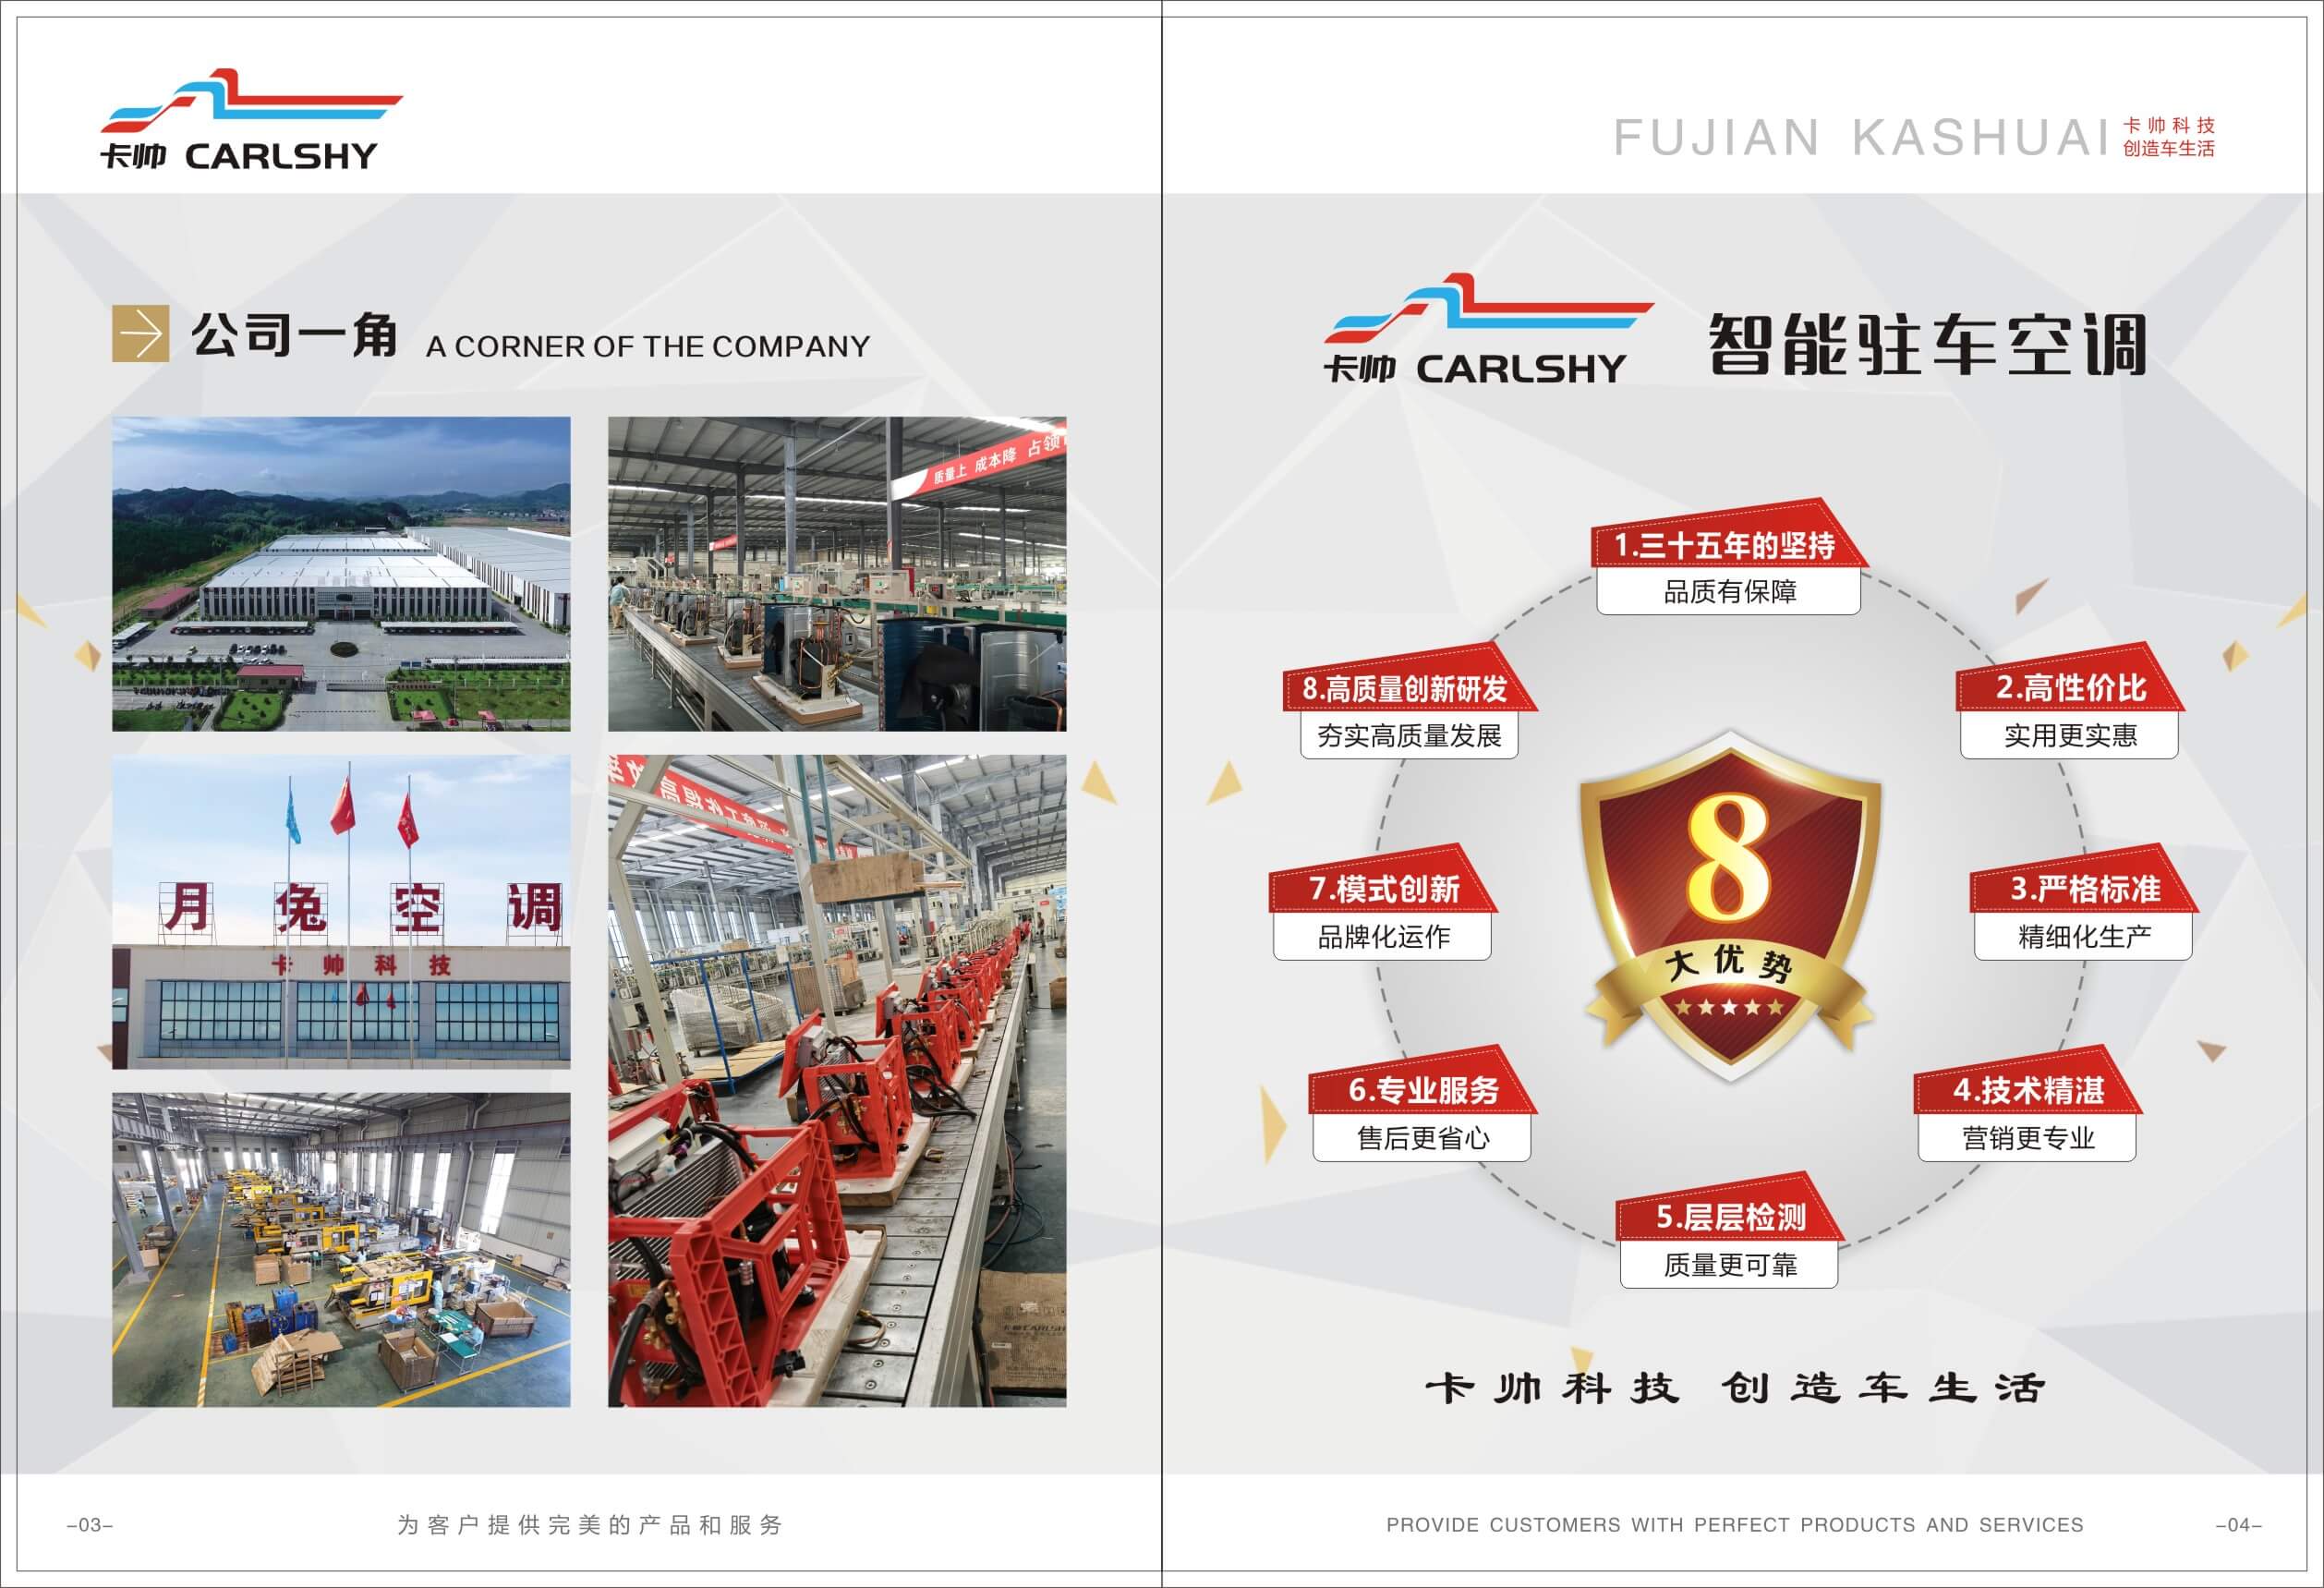 卡帅 CARLSHY
公司一角 A CORNER OF THE COMPANY
质量上 成本降 占领
月兔空调
卡帅科技
-03-
为客户提供完美的产品和服务
FUJIAN KASHUAI
卡帅科技
创造车生活
卡帅 CARLSHY
智能驻车空调
1.三十五年的坚持
品质有保障
2.高性价比
实用更实惠
3.严格标准
精细化生产
4.技术精湛
营销更专业
5.层层检测
质量更可靠
6.专业服务
售后更省心
7.模式创新
品牌化运作
8.高质量创新研发
夯实高质量发展
8
大优势
卡帅科技 创造车生活
PROVIDE CUSTOMERS WITH PERFECT PRODUCTS AND SERVICES
-04-